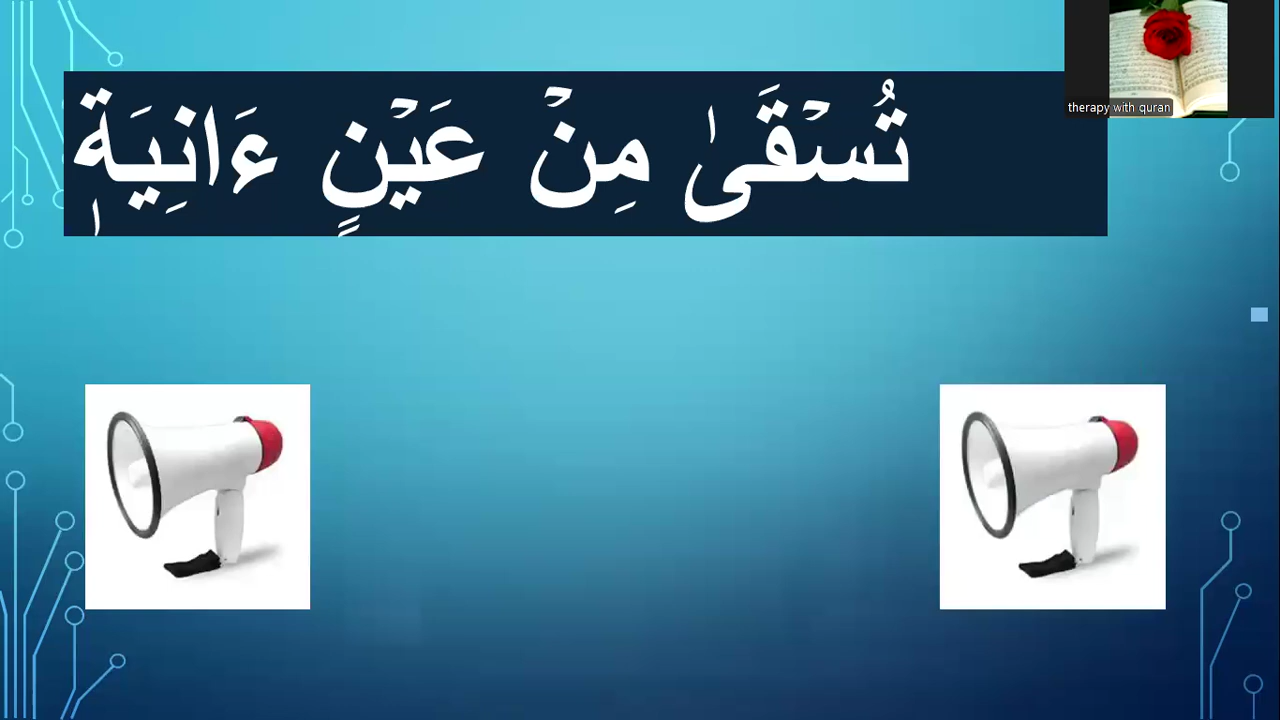 تُسۡقَىٰ مِنۡ عَيۡنٍ ءَانِيَةٖ
therapy with quran